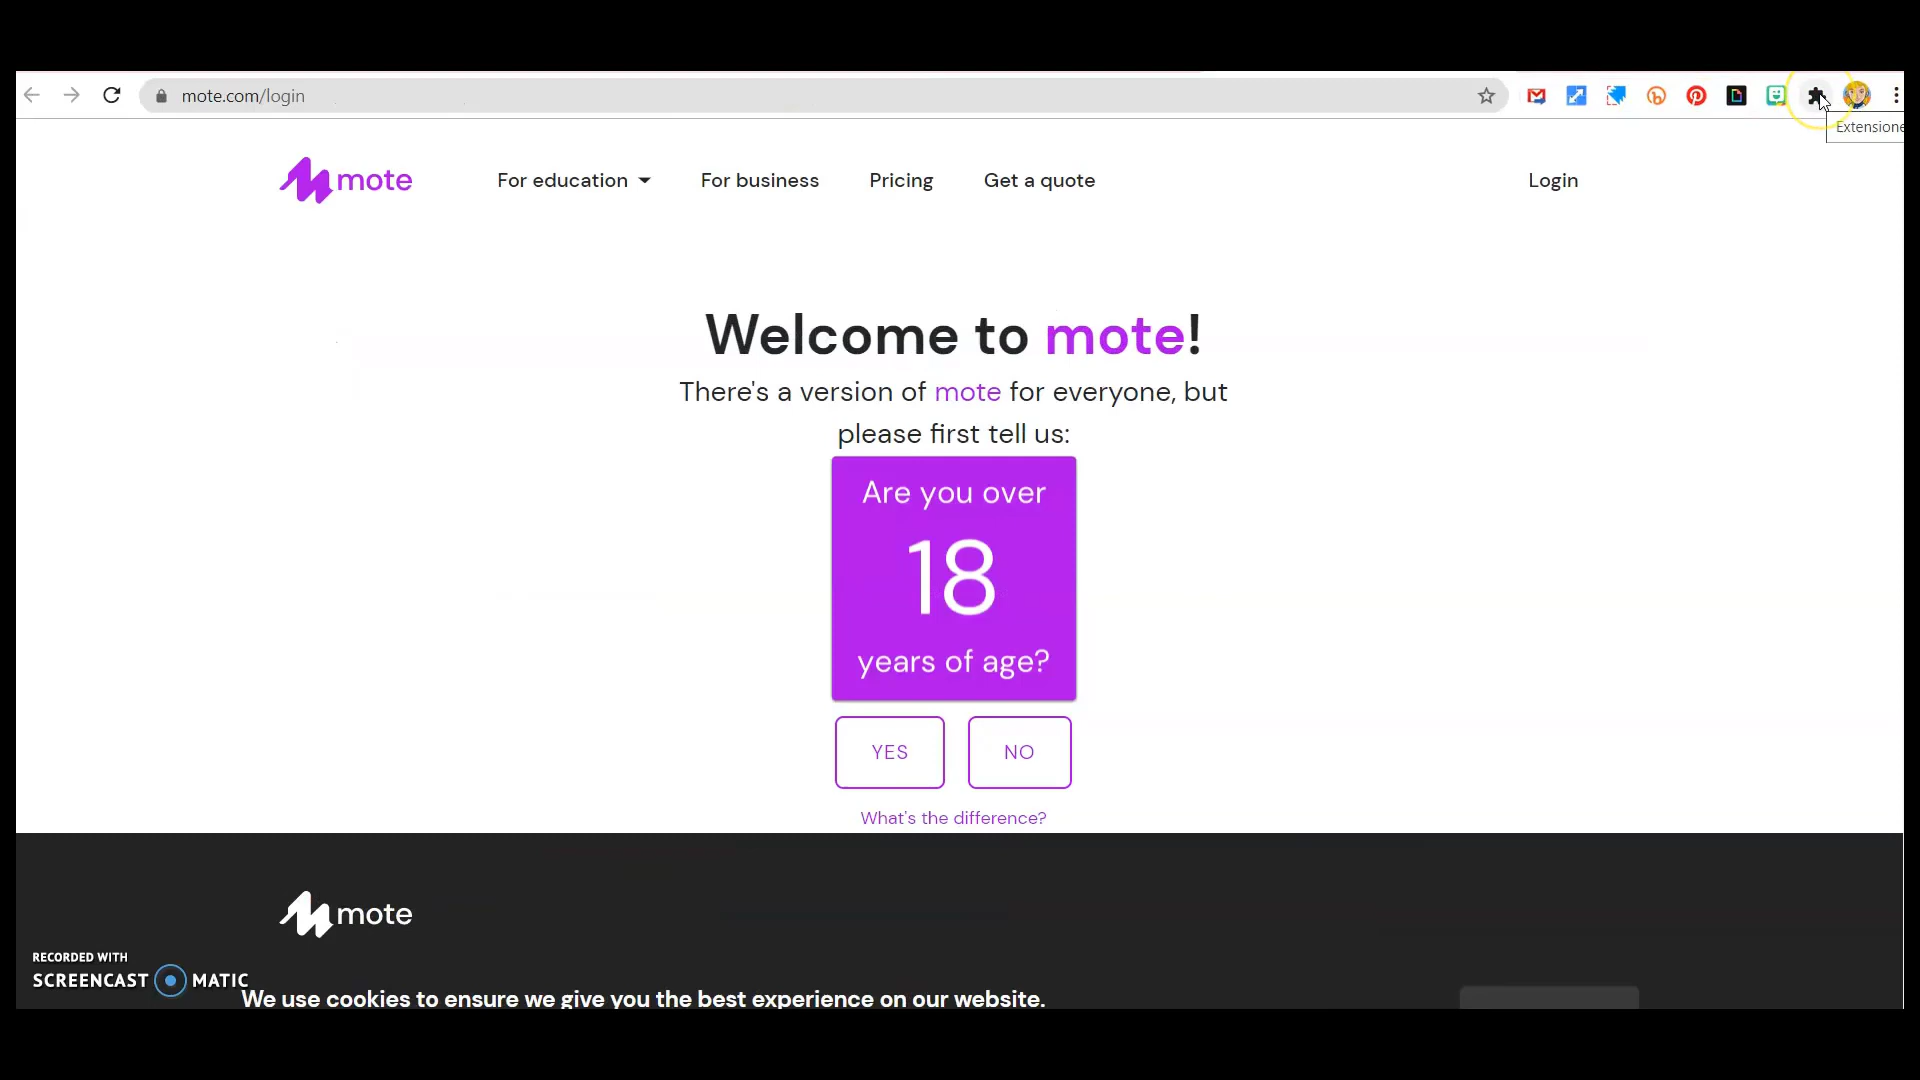 mote.com/login
Extensione
mote
For education
For business
Pricing
Get a quote
Login
Welcome to mote!
There's a version of mote for everyone, but
please first tell us:
Are you over
18
years of age?
YES
NO
What's the difference?
mote
RECORDED WITH
SCREENCAST MATIC
We use cookies to ensure we give you the best experience on our website.